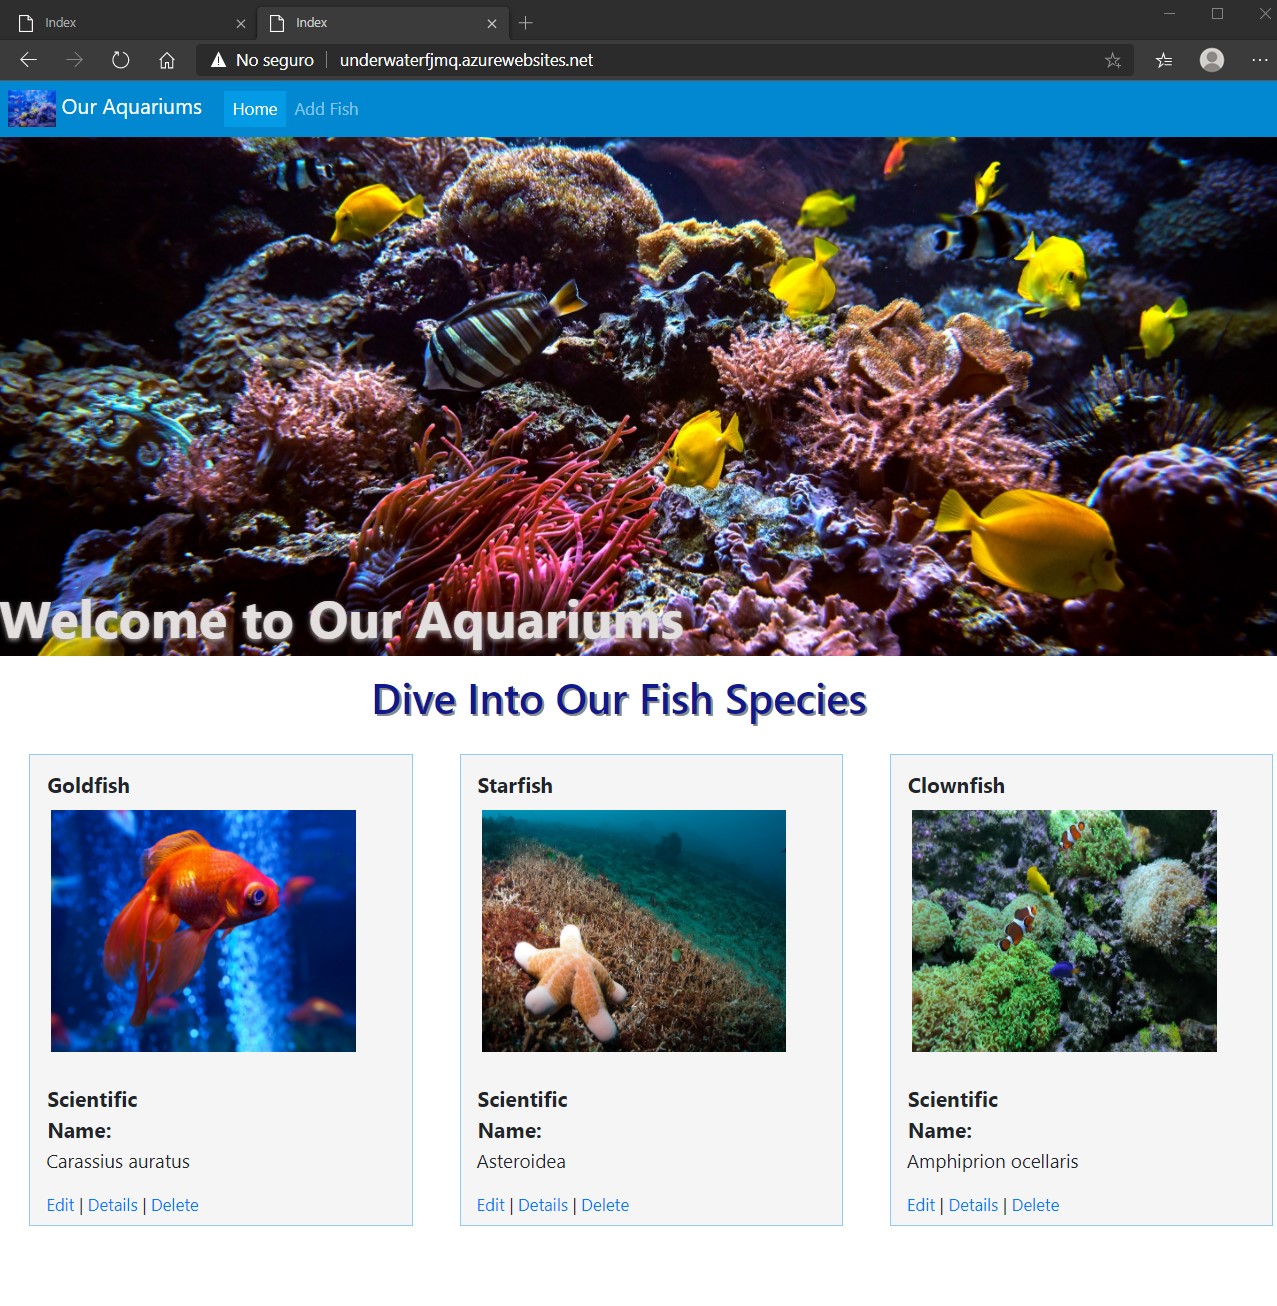 Index
Index
No seguro
underwaterfjmq.azurewebsites.net
Our Aquariums
Home
Add Fish
Welcome to Our Aquariums
Dive Into Our Fish Species
Goldfish
Scientific
Name:
Carassius auratus
Edit | Details | Delete
Starfish
Scientific
Name:
Asteroidea
Edit | Details | Delete
Clownfish
Scientific
Name:
Amphiprion ocellaris
Edit | Details | Delete